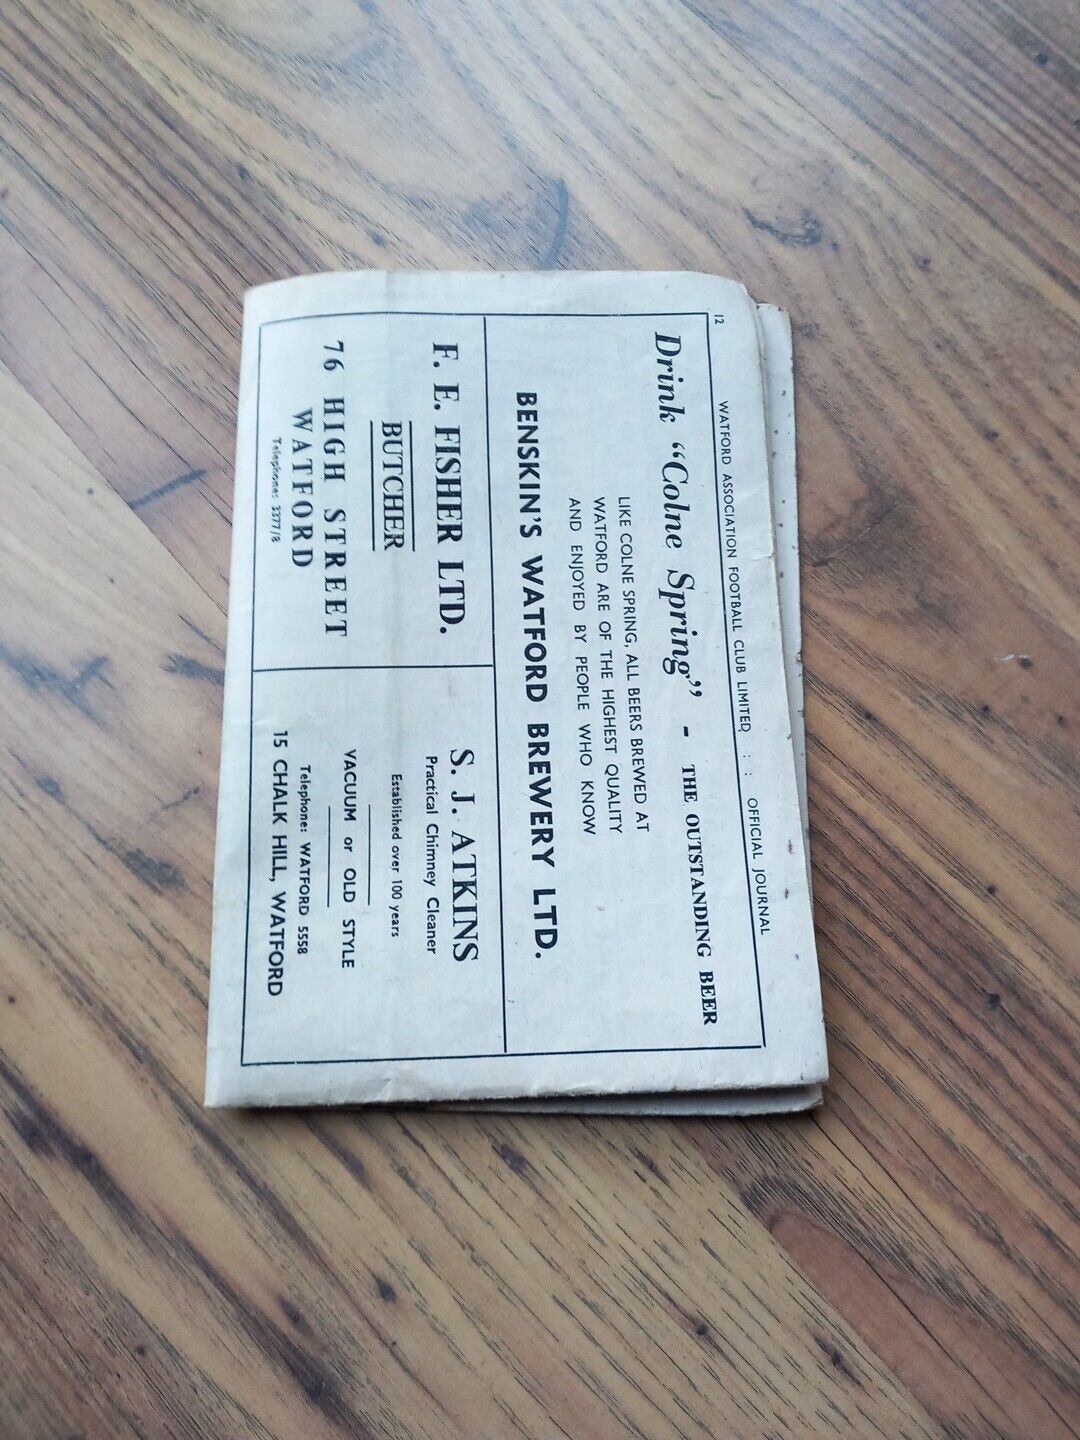 12 WATFORD ASSOCIATION FOOTBALL CLUB LIMITED : : OFFICIAL JOURNAL
Drink "Colne Spring" - THE OUTSTANDING BEER
LIKE COLNE SPRING, ALL BEERS BREWED AT
WATFORD ARE OF THE HIGHEST QUALITY
AND ENJOYED BY PEOPLE WHO KNOW
BENSKIN'S WATFORD BREWERY LTD.
F. E. FISHER LTD.
BUTCHER
76 HIGH STREET
WATFORD
Telephone: 3377/8
S. J. ATKINS
Practical Chimney Cleaner
Established over 100 years
VACUUM or OLD STYLE
Telephone: WATFORD 5558
15 CHALK HILL, WATFORD